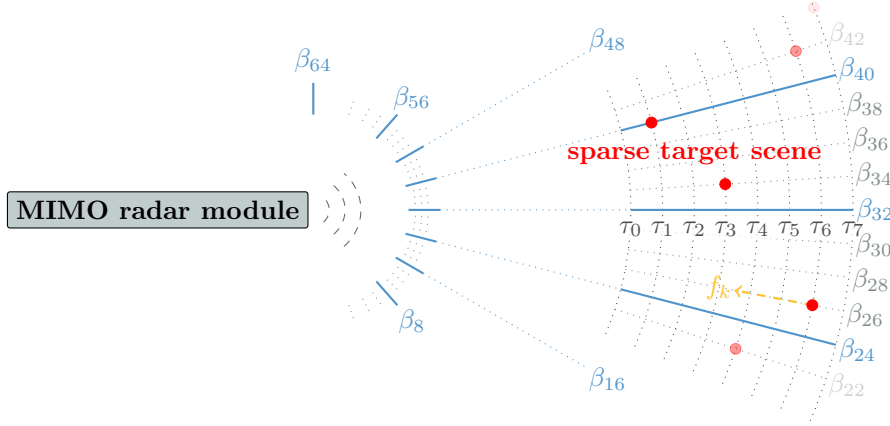 β₄₂
β₄₈
β₆₄
β₄₀
β₅₆
β₃₈
β₃₆
sparse target scene
β₃₄
MIMO radar module
β₃₂
τ₀ τ₁ τ₂ τ₃ τ₄ τ₅ τ₆ τ₇
β₃₀
β₂₈
fₖ
β₂₆
β₈
β₂₄
β₁₆
β₂₂